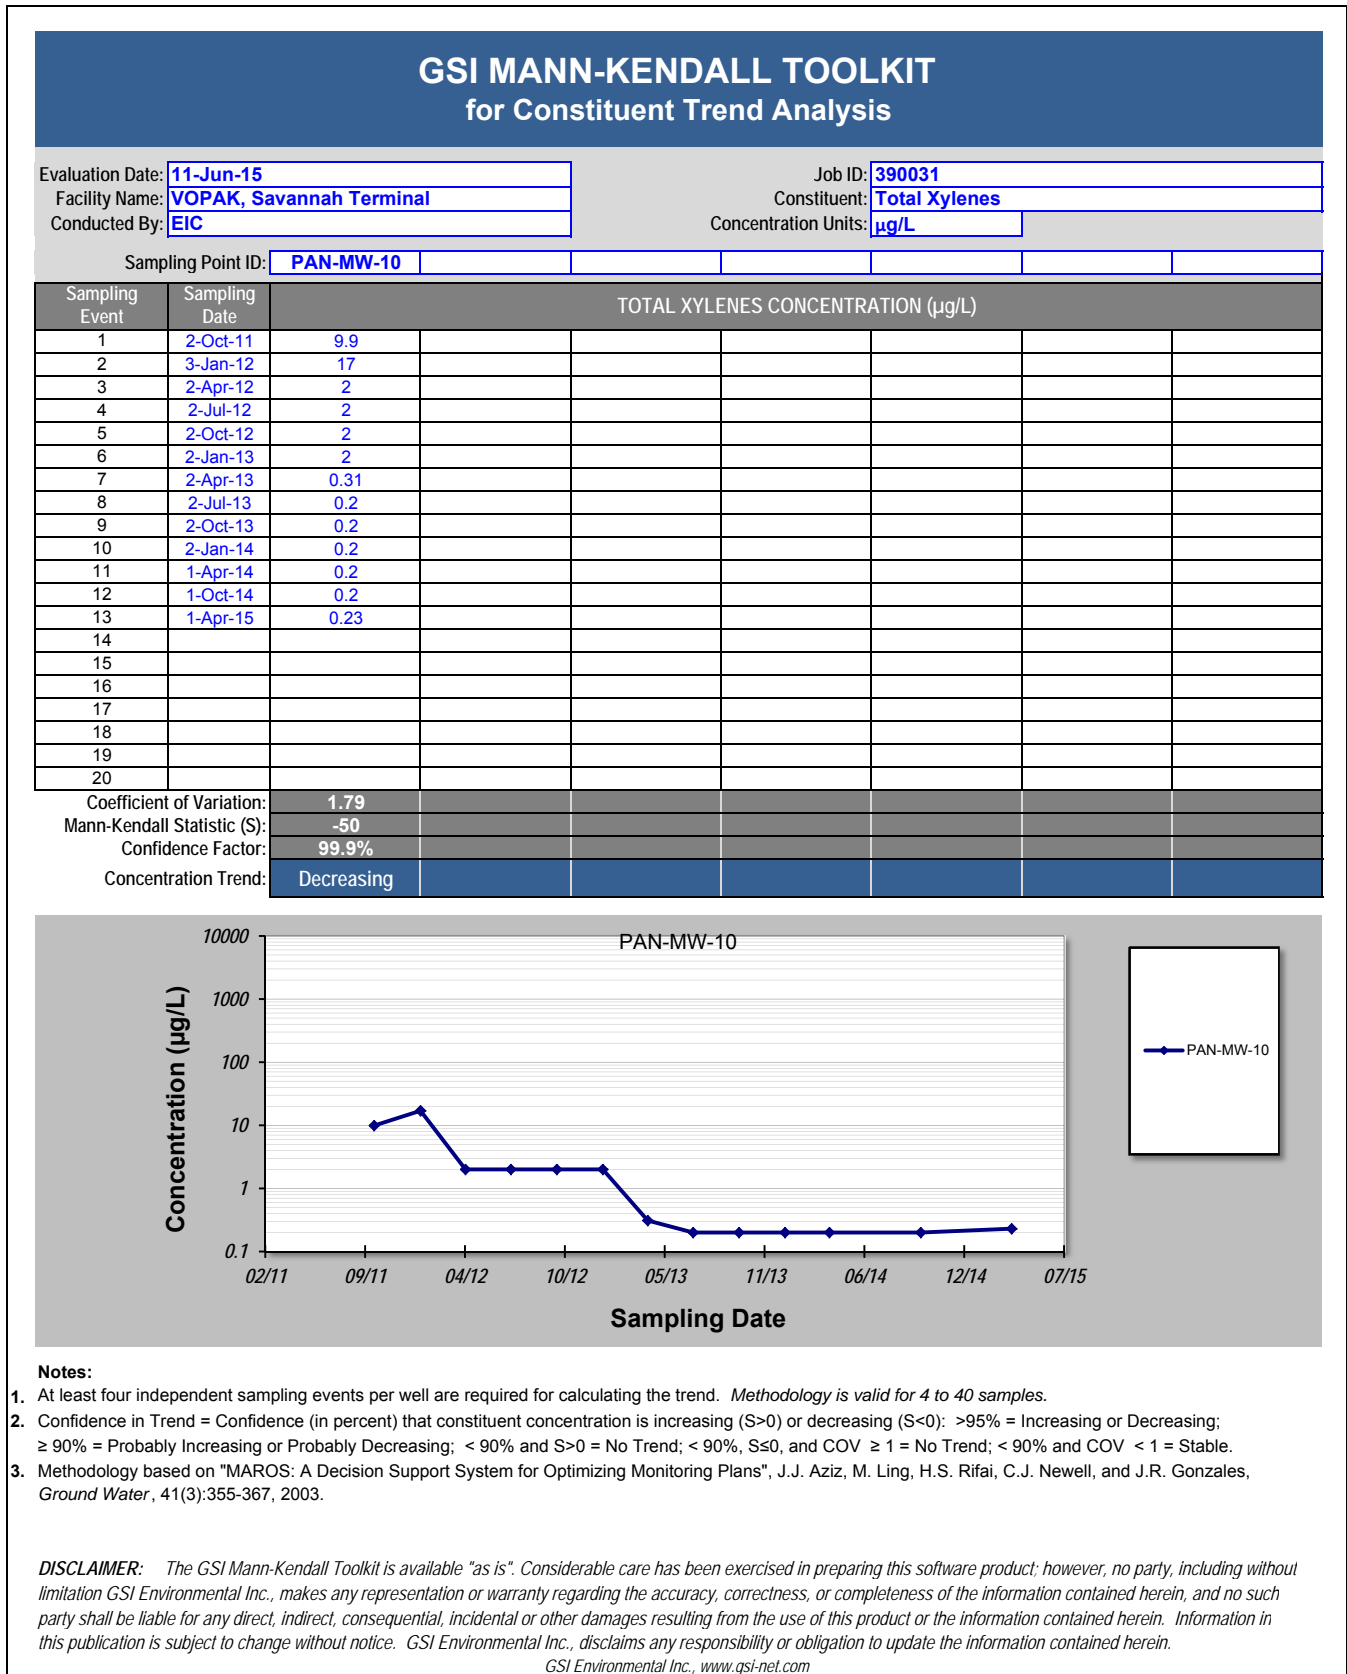 GSI MANN-KENDALL TOOLKIT
for Constituent Trend Analysis
Evaluation Date: 11-Jun-15 Job ID: 390031
Facility Name: VOPAK, Savannah Terminal Constituent: Total Xylenes
Conducted By: EIC Concentration Units: µg/L
Sampling Point ID: PAN-MW-10
Sampling Event Sampling Date TOTAL XYLENES CONCENTRATION (µg/L)
1 2-Oct-11 9.9
2 3-Jan-12 17
3 2-Apr-12 2
4 2-Jul-12 2
5 2-Oct-12 2
6 2-Jan-13 2
7 2-Apr-13 0.31
8 2-Jul-13 0.2
9 2-Oct-13 0.2
10 2-Jan-14 0.2
11 1-Apr-14 0.2
12 1-Oct-14 0.2
13 1-Apr-15 0.23
14
15
16
17
18
19
20
Coefficient of Variation: 1.79
Mann-Kendall Statistic (S): -50
Confidence Factor: 99.9%
Concentration Trend: Decreasing
PAN-MW-10
Concentration (µg/L)
10000
1000
100
10
1
0.1
02/11 09/11 04/12 10/12 05/13 11/13 06/14 12/14 07/15
Sampling Date
PAN-MW-10
Notes:
1. At least four independent sampling events per well are required for calculating the trend. Methodology is valid for 4 to 40 samples.
2. Confidence in Trend = Confidence (in percent) that constituent concentration is increasing (S>0) or decreasing (S<0): >95% = Increasing or Decreasing;
≥ 90% = Probably Increasing or Probably Decreasing; < 90% and S>0 = No Trend; < 90%, S≤0, and COV ≥ 1 = No Trend; < 90% and COV < 1 = Stable.
3. Methodology based on "MAROS: A Decision Support System for Optimizing Monitoring Plans", J.J. Aziz, M. Ling, H.S. Rifai, C.J. Newell, and J.R. Gonzales,
Ground Water, 41(3):355-367, 2003.
DISCLAIMER: The GSI Mann-Kendall Toolkit is available "as is". Considerable care has been exercised in preparing this software product; however, no party, including without
limitation GSI Environmental Inc., makes any representation or warranty regarding the accuracy, correctness, or completeness of the information contained herein, and no such
party shall be liable for any direct, indirect, consequential, incidental or other damages resulting from the use of this product or the information contained herein. Information in
this publication is subject to change without notice. GSI Environmental Inc., disclaims any responsibility or obligation to update the information contained herein.
GSI Environmental Inc., www.gsi-net.com